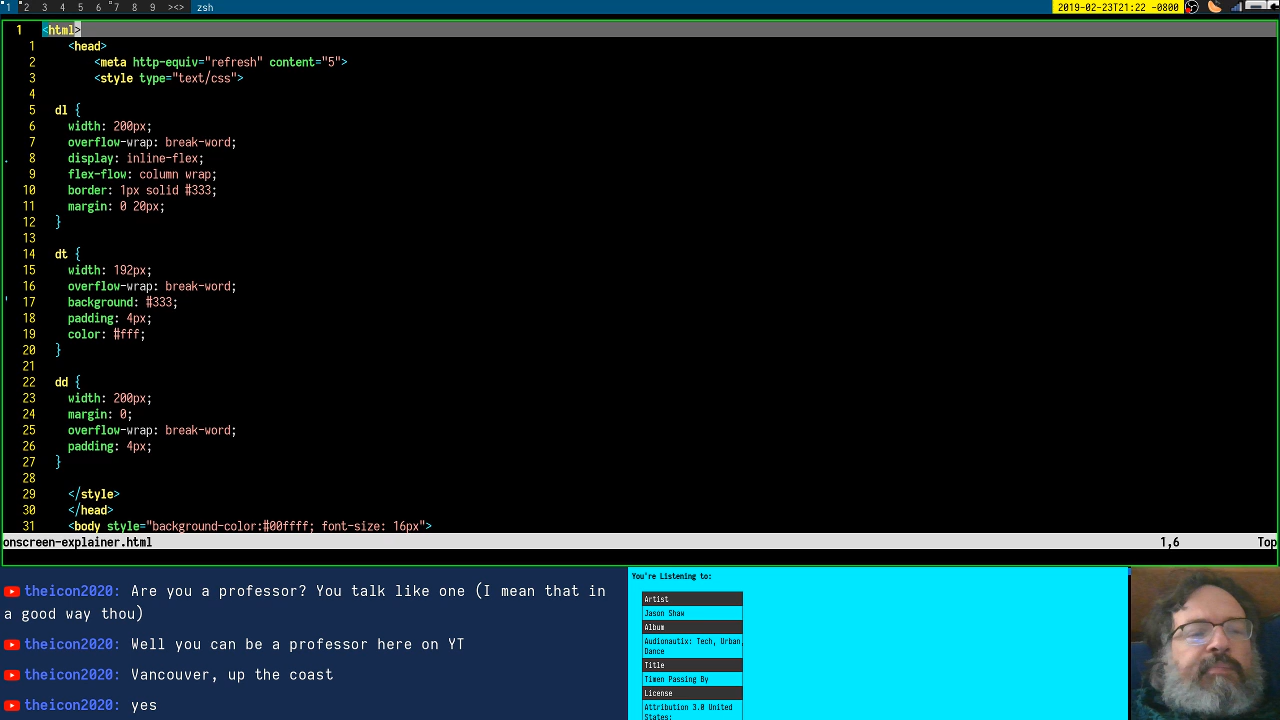 1 2 3 4 5 6 7 8 9 ><> zsh 2019-02-23T21:22 -0800
1 <html>
1 <head>
2 <meta http-equiv="refresh" content="5">
3 <style type="text/css">
4
5 dl {
6 width: 200px;
7 overflow-wrap: break-word;
8 display: inline-flex;
9 flex-flow: column wrap;
10 border: 1px solid #333;
11 margin: 0 20px;
12 }
13
14 dt {
15 width: 192px;
16 overflow-wrap: break-word;
17 background: #333;
18 padding: 4px;
19 color: #fff;
20 }
21
22 dd {
23 width: 200px;
24 margin: 0;
25 overflow-wrap: break-word;
26 padding: 4px;
27 }
28
29 </style>
30 </head>
31 <body style="background-color:#00ffff; font-size: 16px">
onscreen-explainer.html 1,6 Top
theicon2020: Are you a professor? You talk like one (I mean that in
a good way thou)
theicon2020: Well you can be a professor here on YT
theicon2020: Vancouver, up the coast
theicon2020: yes
You're Listening to:
Artist
Jason Shaw
Album
Audionautix: Tech, Urban,
Dance
Title
Timen Passing By
License
Attribution 3.0 United
States: